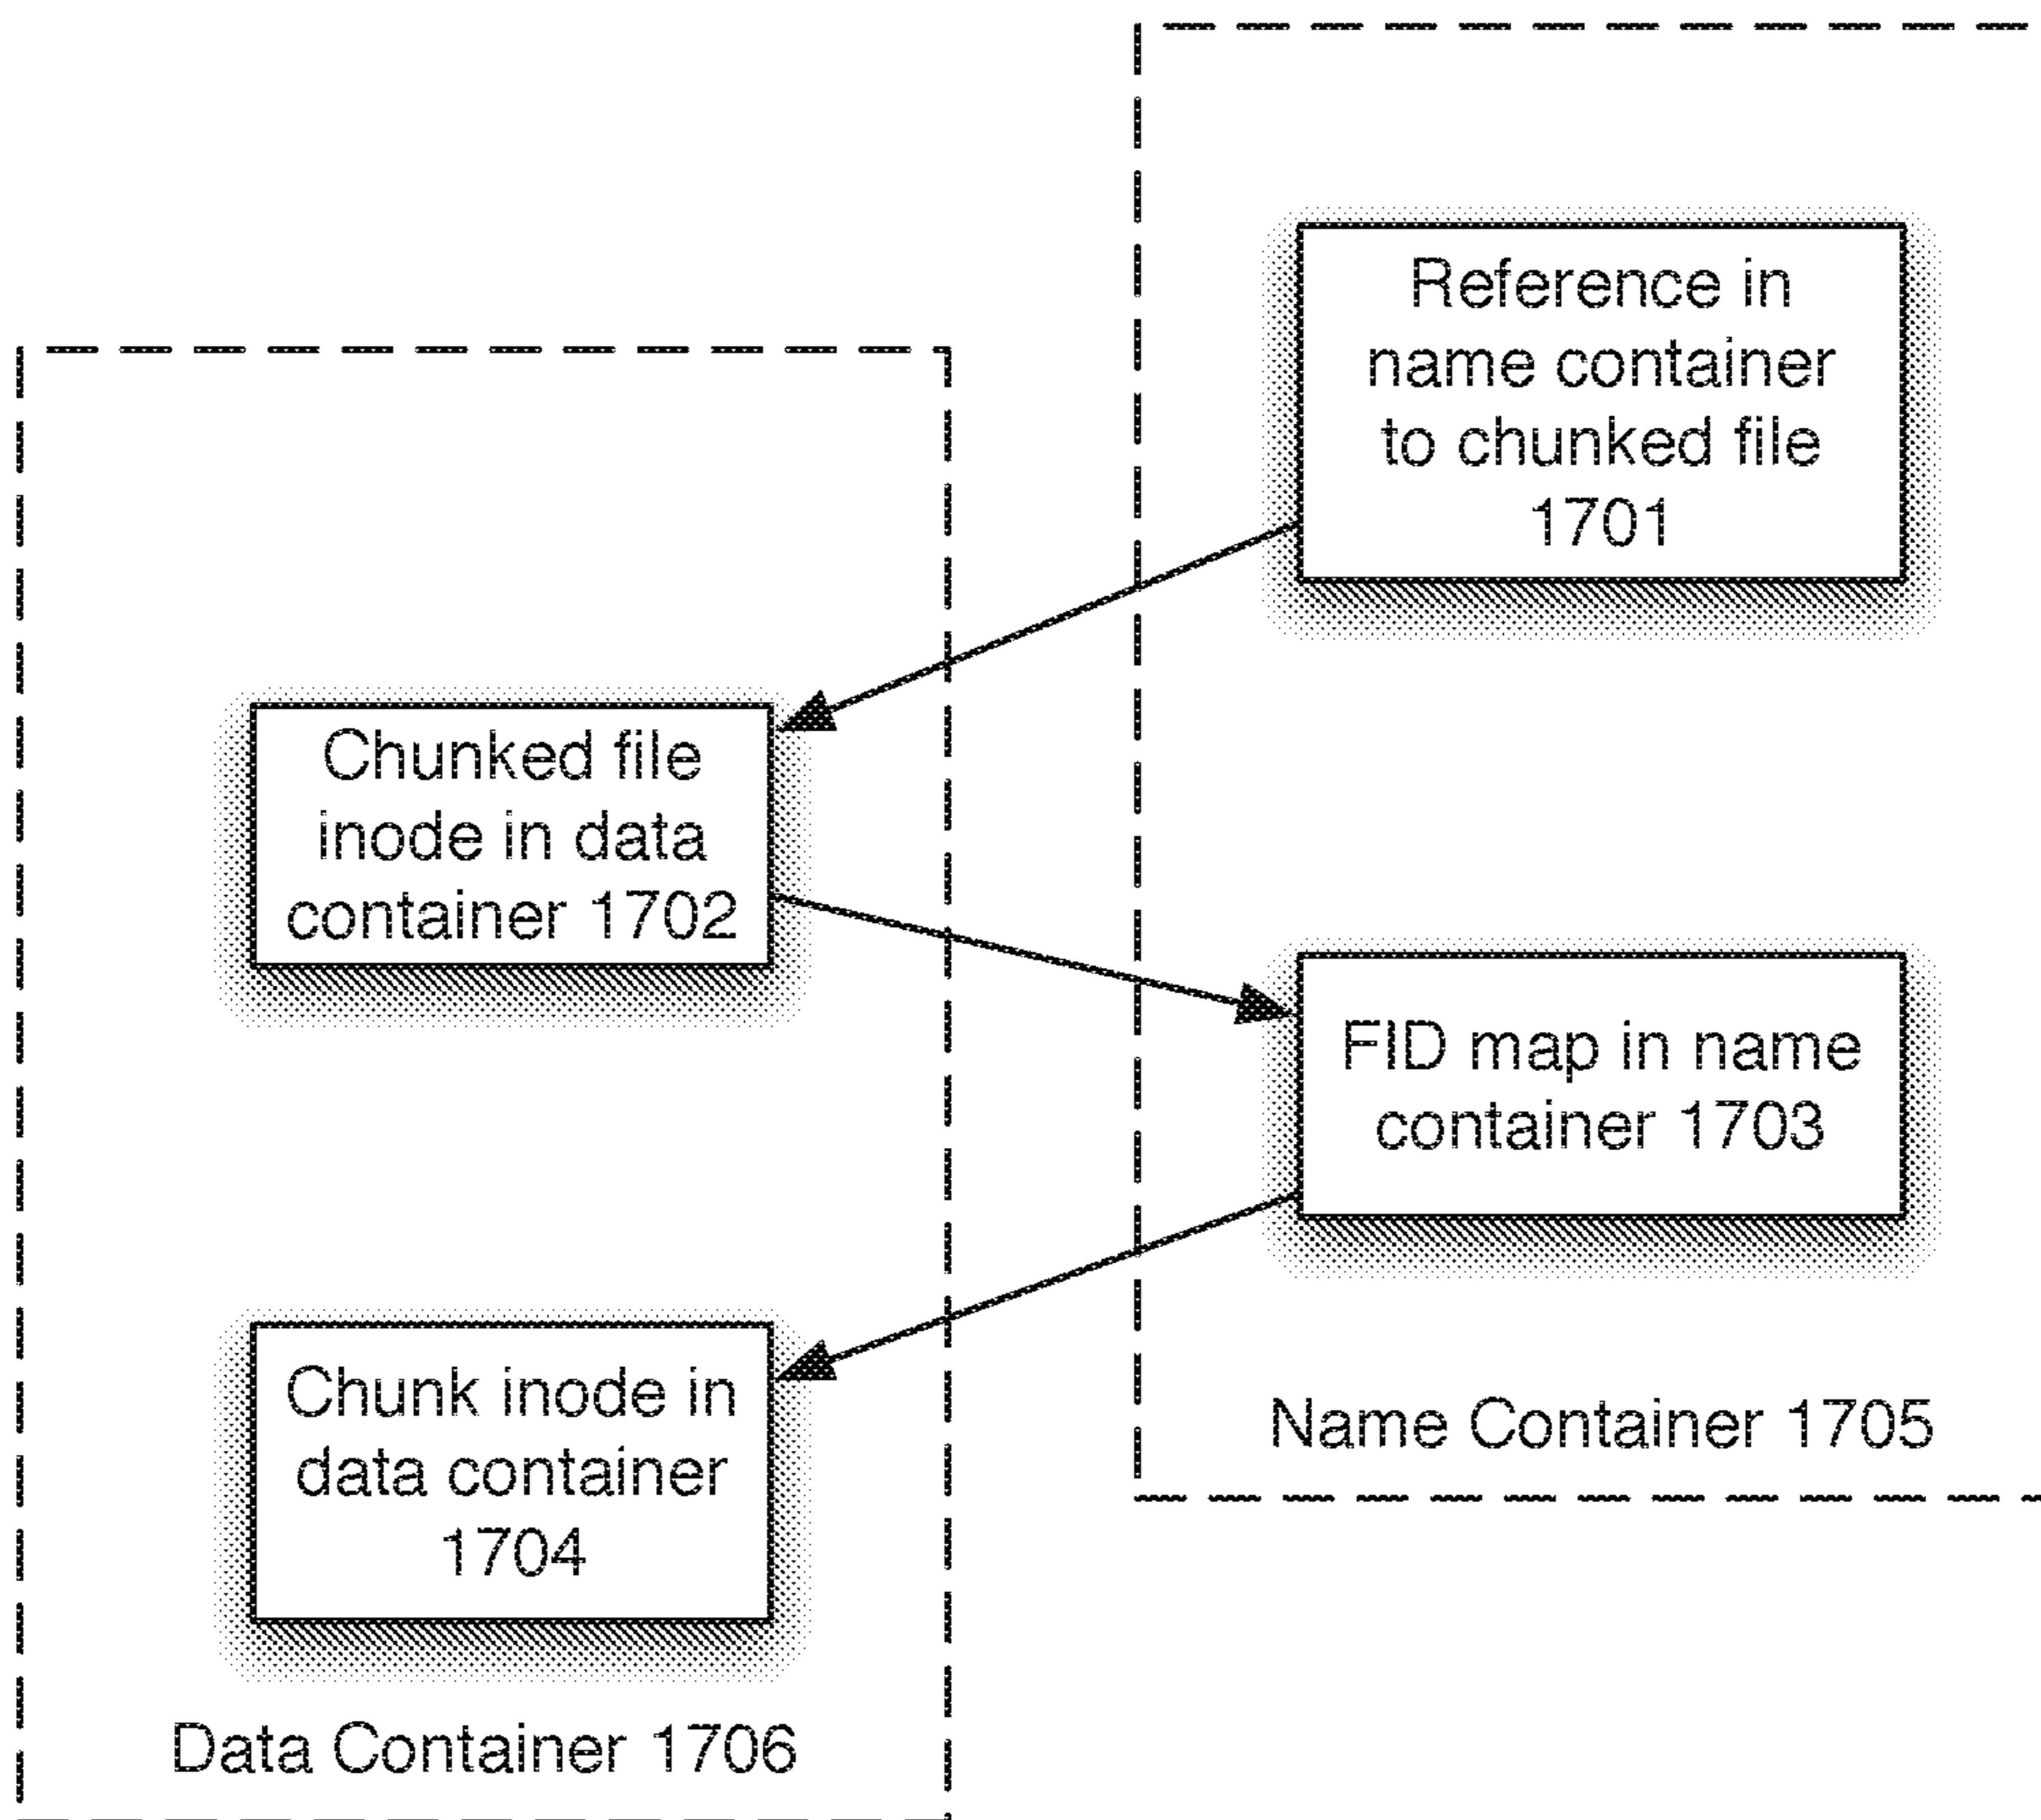 Reference in
name container
to chunked file
1701
Chunked file
inode in data
container 1702
FID map in name
container 1703
Chunk inode in
data container
1704
Name Container 1705
Data Container 1706